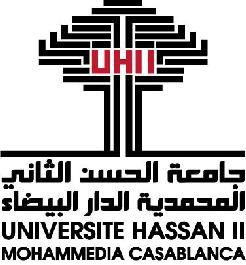 UHII
جامعة الحسن الثاني
المحمدية الدار البيضاء
UNIVERSITE HASSAN II
MOHAMMEDIA CASABLANCA